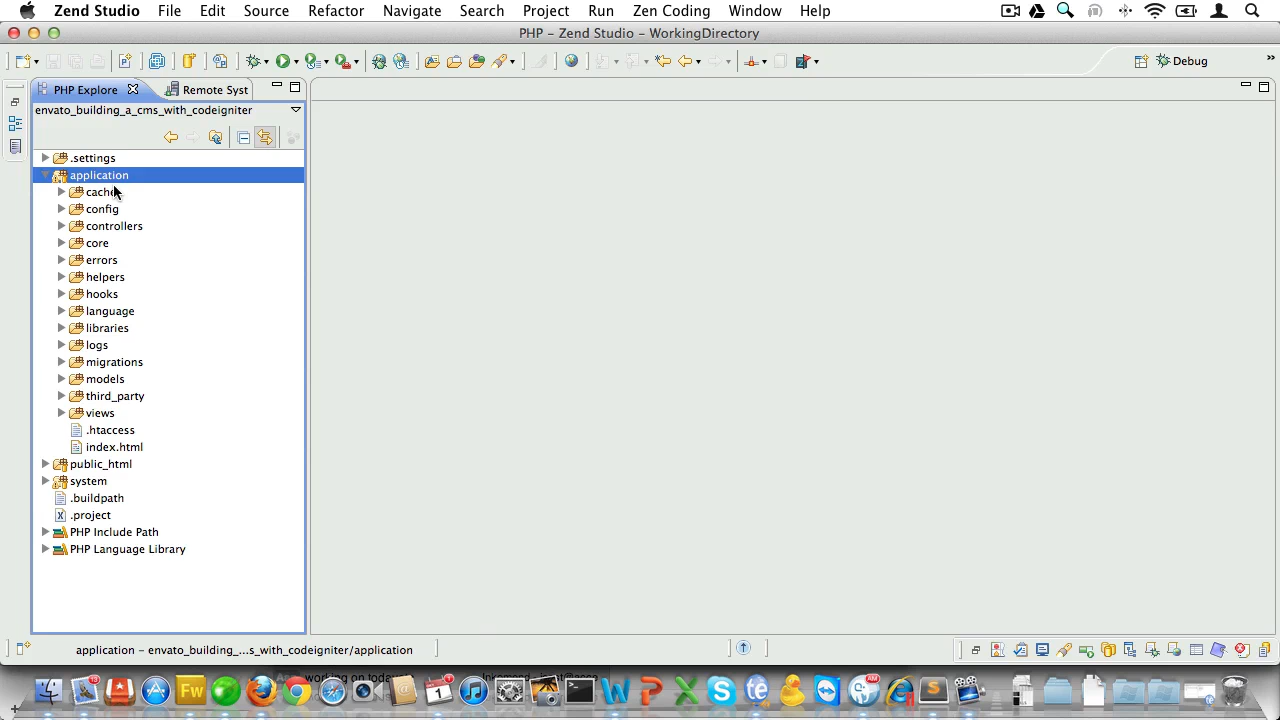 Zend Studio File Edit Source Refactor Navigate Search Project Run Zen Coding Window Help
PHP – Zend Studio – WorkingDirectory
Debug
PHP Explore Remote Syst
envato_building_a_cms_with_codeigniter
.settings
application
cache
config
controllers
core
errors
helpers
hooks
language
libraries
logs
migrations
models
third_party
views
.htaccess
index.html
public_html
system
.buildpath
.project
PHP Include Path
PHP Language Library
application – envato_building_...s_with_codeigniter/application
working on today